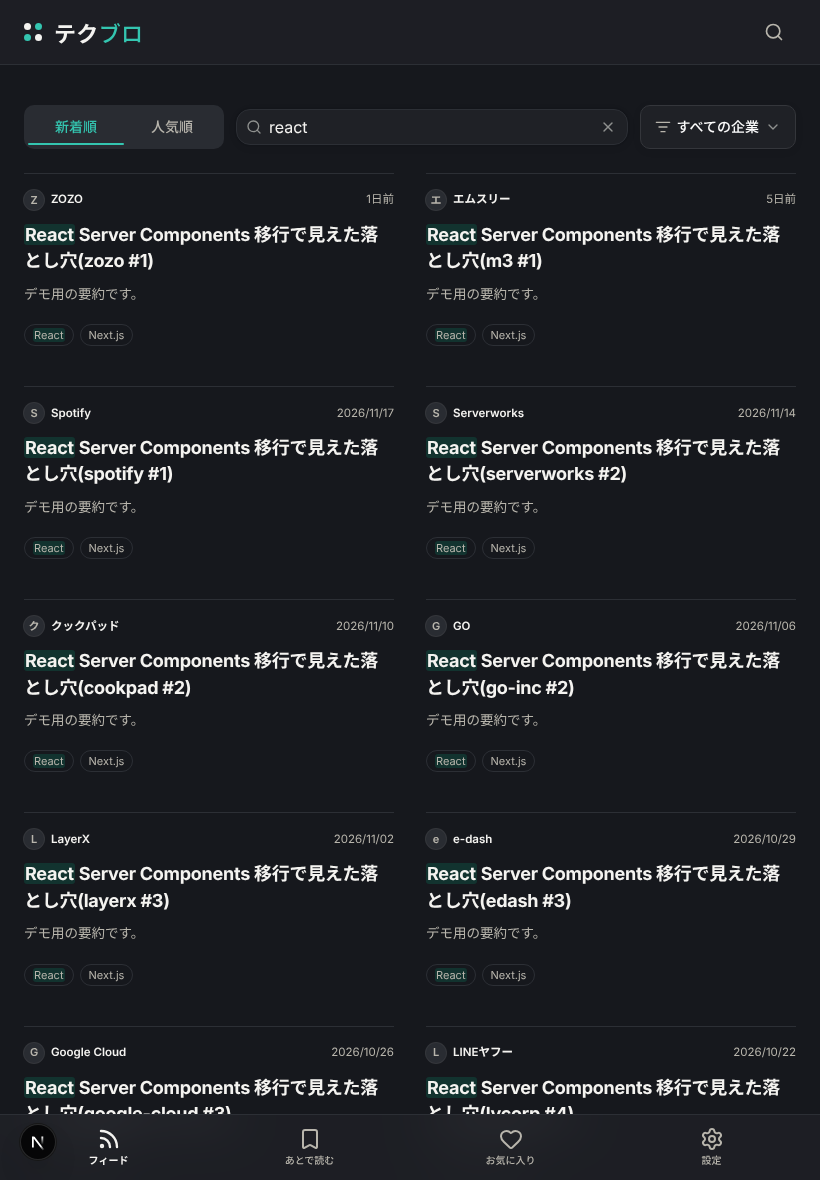 テクブロ
新着順 人気順 react すべての企業
Z ZOZO 1日前
React Server Components 移行で見えた落
とし穴(zozo #1)
デモ用の要約です。
React Next.js
エ エムスリー 5日前
React Server Components 移行で見えた落
とし穴(m3 #1)
デモ用の要約です。
React Next.js
S Spotify 2026/11/17
React Server Components 移行で見えた落
とし穴(spotify #1)
デモ用の要約です。
React Next.js
S Serverworks 2026/11/14
React Server Components 移行で見えた落
とし穴(serverworks #2)
デモ用の要約です。
React Next.js
ク クックパッド 2026/11/10
React Server Components 移行で見えた落
とし穴(cookpad #2)
デモ用の要約です。
React Next.js
G GO 2026/11/06
React Server Components 移行で見えた落
とし穴(go-inc #2)
デモ用の要約です。
React Next.js
L LayerX 2026/11/02
React Server Components 移行で見えた落
とし穴(layerx #3)
デモ用の要約です。
React Next.js
e e-dash 2026/10/29
React Server Components 移行で見えた落
とし穴(edash #3)
デモ用の要約です。
React Next.js
G Google Cloud 2026/10/26
React Server Components 移行で見えた落
とし穴(google-cloud #3)
L LINEヤフー 2026/10/22
React Server Components 移行で見えた落
とし穴(lycorp #4)
N
フィード あとで読む お気に入り 設定